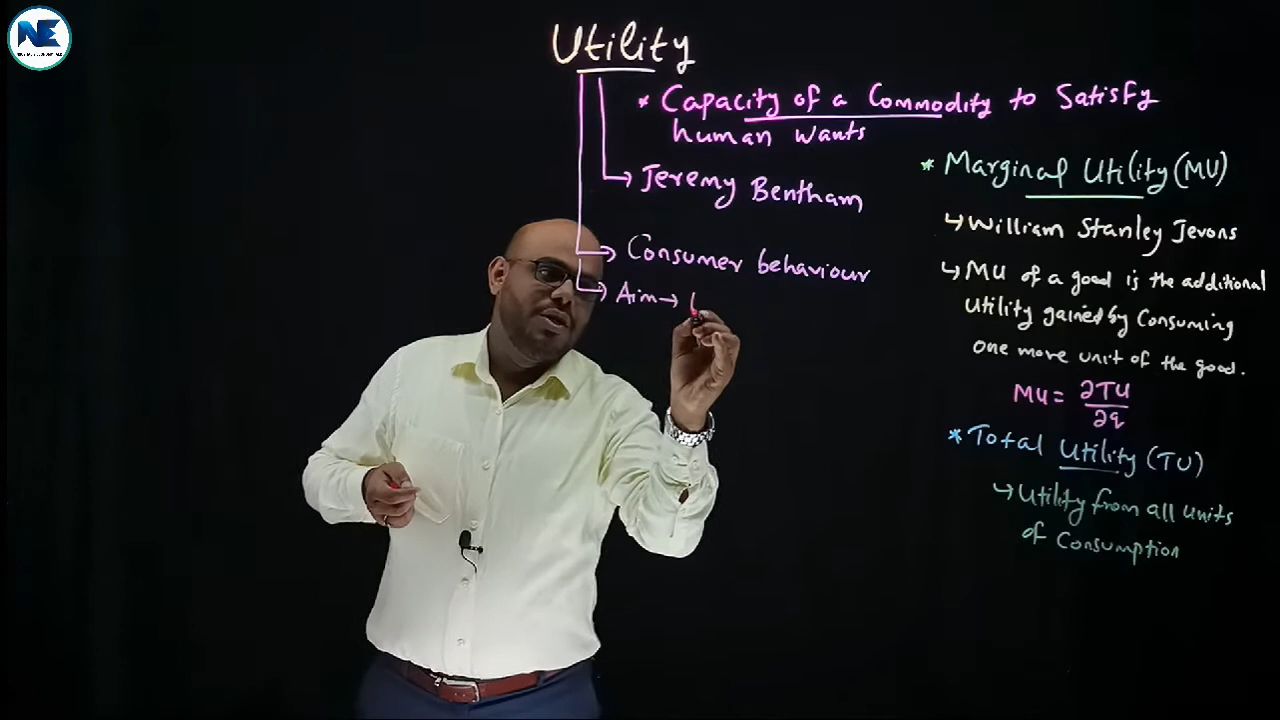 NE
Utility
* Capacity of a Commodity to Satisfy
human wants
Jeremy Bentham
Consumer behaviour
Aim→
* Marginal Utility (MU)
↳ William Stanley Jevons
↳ MU of a good is the additional
Utility gained by Consuming
one more unit of the good.
MU = ∂TU/∂q
* Total Utility (TU)
↳ Utility from all units
of Consumption